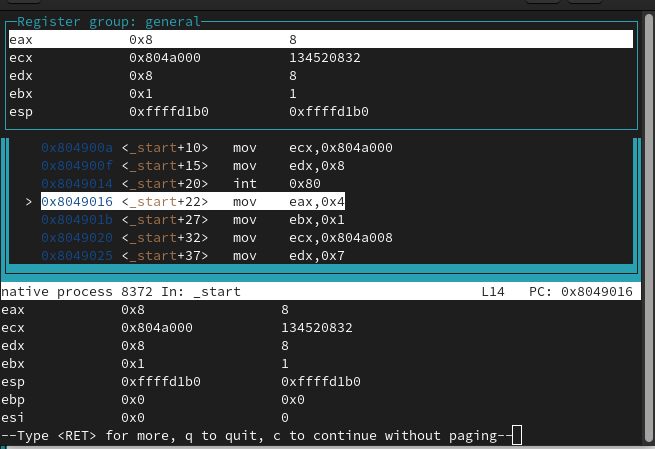 Register group: general
eax 0x8 8
ecx 0x804a000 134520832
edx 0x8 8
ebx 0x1 1
esp 0xffffd1b0 0xffffd1b0
0x804900a <_start+10> mov ecx,0x804a000
0x804900f <_start+15> mov edx,0x8
0x8049014 <_start+20> int 0x80
> 0x8049016 <_start+22> mov eax,0x4
0x804901b <_start+27> mov ebx,0x1
0x8049020 <_start+32> mov ecx,0x804a008
0x8049025 <_start+37> mov edx,0x7
native process 8372 In: _start L14 PC: 0x8049016
eax 0x8 8
ecx 0x804a000 134520832
edx 0x8 8
ebx 0x1 1
esp 0xffffd1b0 0xffffd1b0
ebp 0x0 0x0
esi 0x0 0
--Type <RET> for more, q to quit, c to continue without paging--